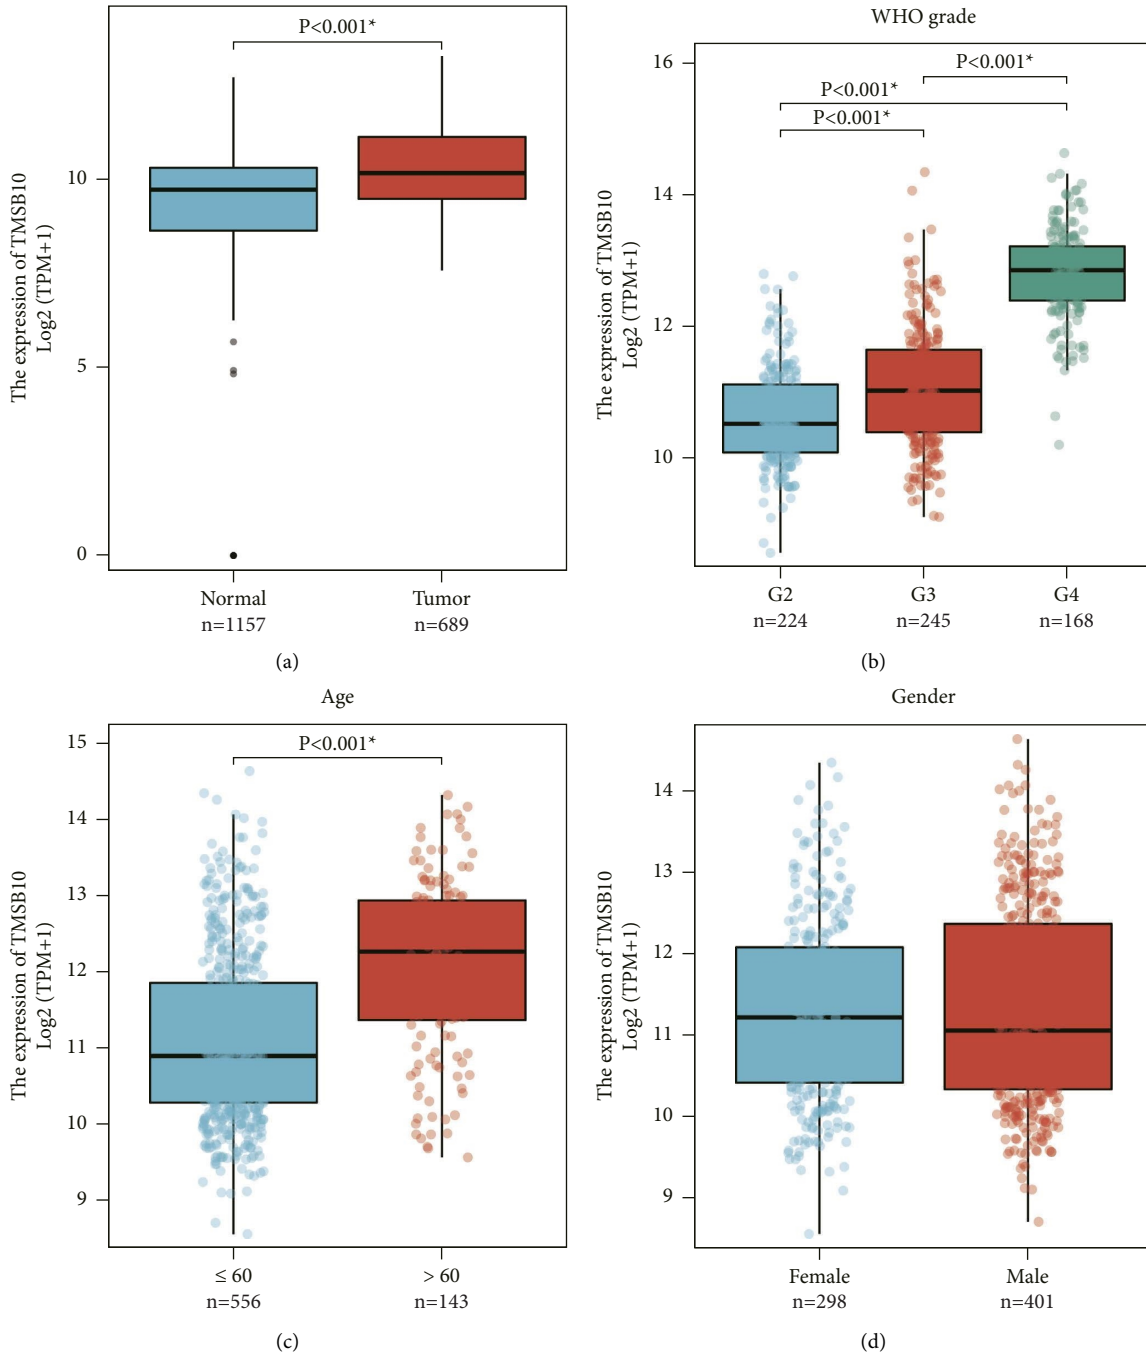 P<0.001*
The expression of TMSB10
Log2 (TPM+1)
10
5
0
Normal
n=1157
Tumor
n=689
(a)
WHO grade
P<0.001*
P<0.001*
P<0.001*
The expression of TMSB10
Log2 (TPM+1)
16
14
12
10
G2
n=224
G3
n=245
G4
n=168
(b)
Age
P<0.001*
The expression of TMSB10
Log2 (TPM+1)
15
14
13
12
11
10
9
≤ 60
n=556
> 60
n=143
(c)
Gender
The expression of TMSB10
Log2 (TPM+1)
14
13
12
11
10
9
Female
n=298
Male
n=401
(d)